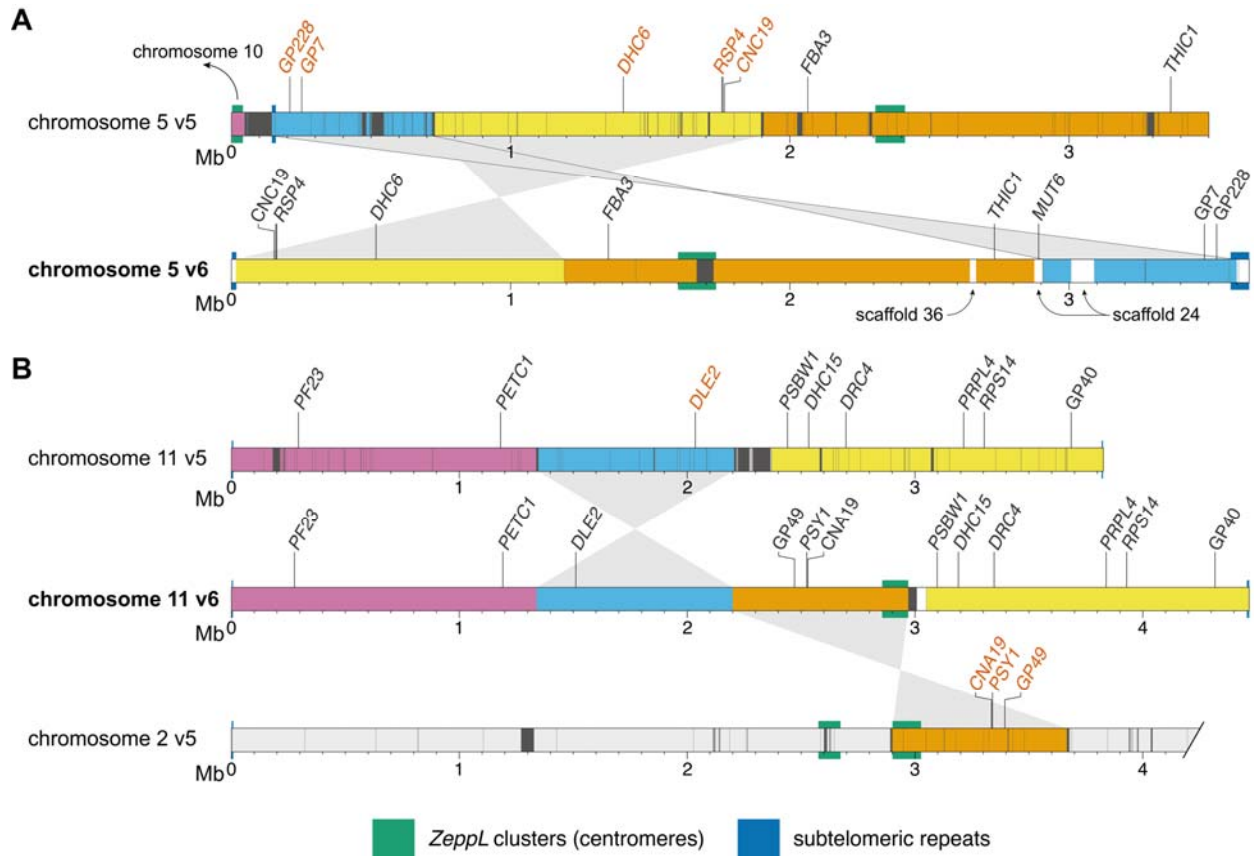 A
chromosome 10
GP228
GP7
DHC6
RSP4
CNC19
FBA3
THIC1
chromosome 5 v5
Mb 0 1 2 3
CNC19
RSP4
DHC6
FBA3
THIC1
MUT6
GP7
GP228
chromosome 5 v6
Mb 0 1 2 3
scaffold 36
scaffold 24
B
PF23
PETC1
DLE2
PSBW1
DHC15
DRC4
PRPL4
RPS14
GP40
chromosome 11 v5
Mb 0 1 2 3
PF23
PETC1
DLE2
GP49
PSY1
CNA19
PSBW1
DHC15
DRC4
PRPL4
RPS14
GP40
chromosome 11 v6
Mb 0 1 2 3 4
CNA19
PSY1
GP49
chromosome 2 v5
Mb 0 1 2 3 4
ZeppL clusters (centromeres)
subtelomeric repeats